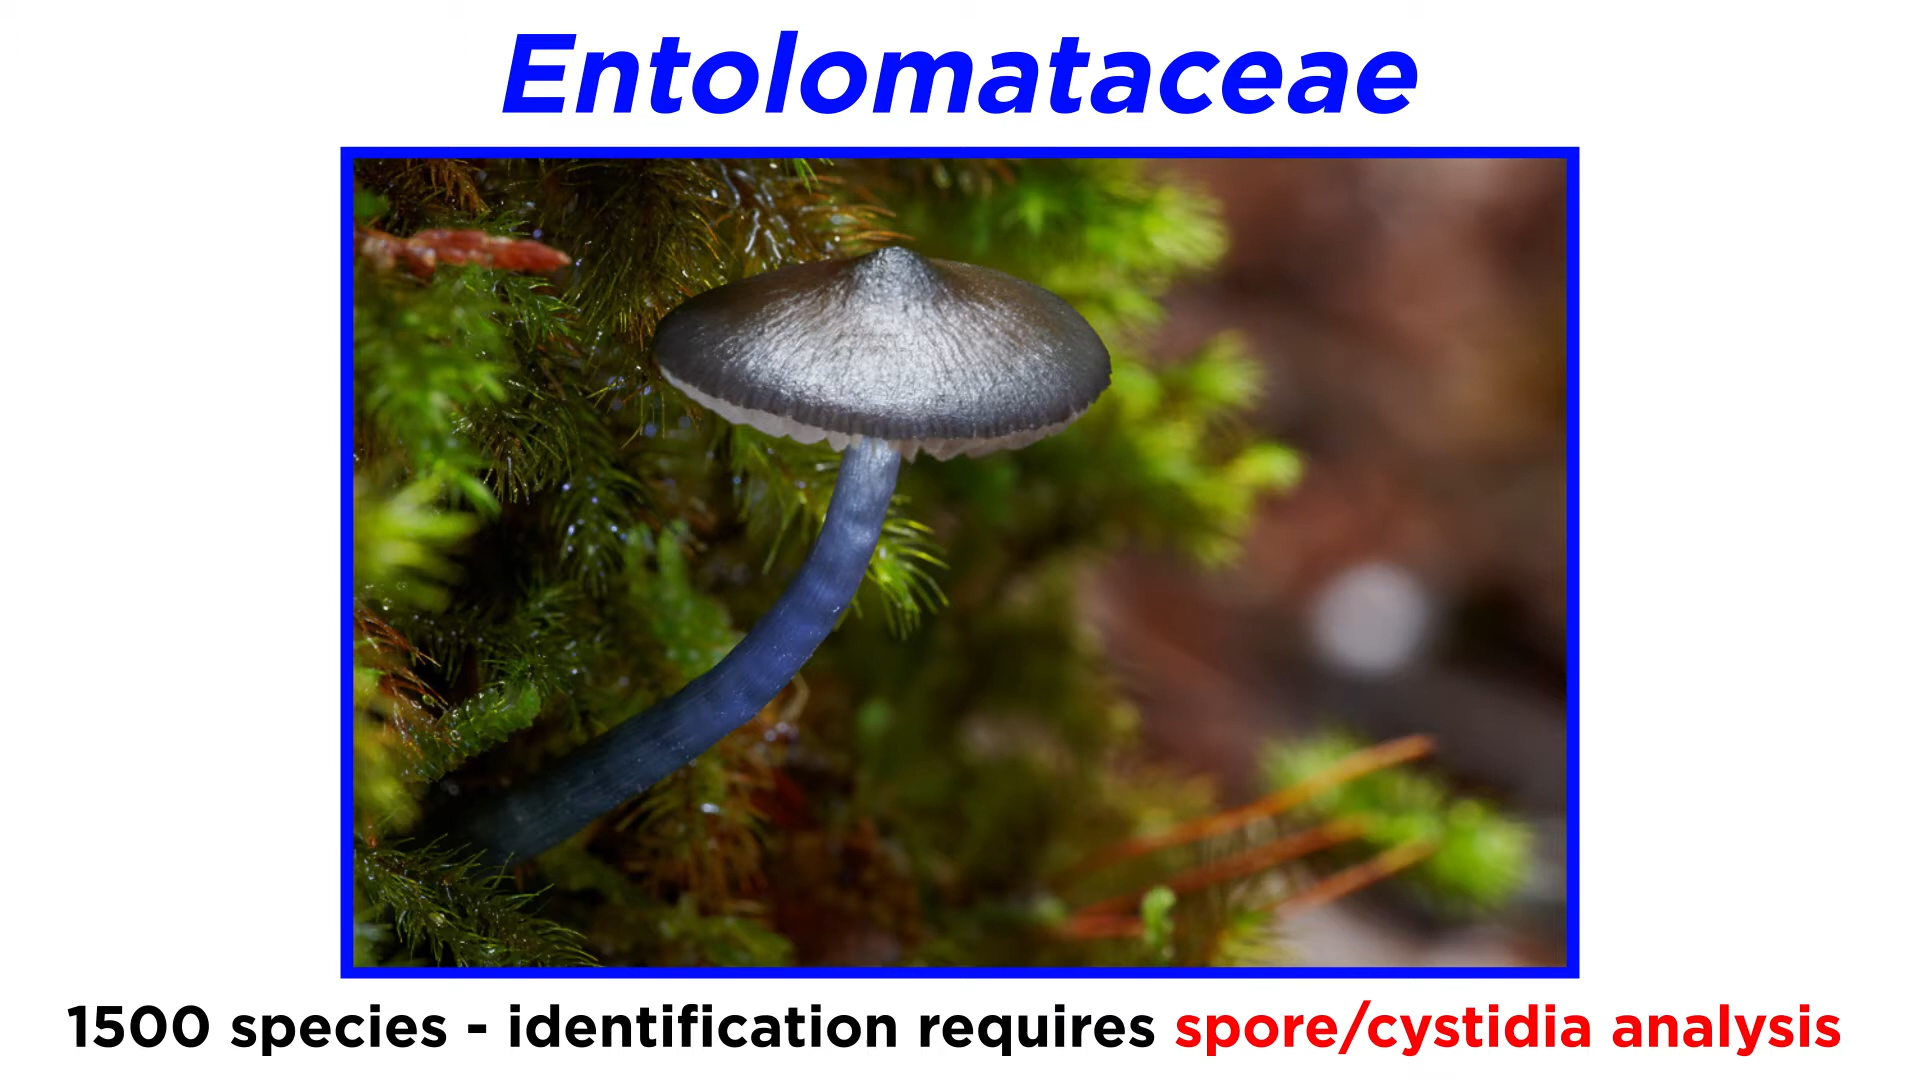 Entolomataceae
1500 species - identification requires spore/cystidia analysis